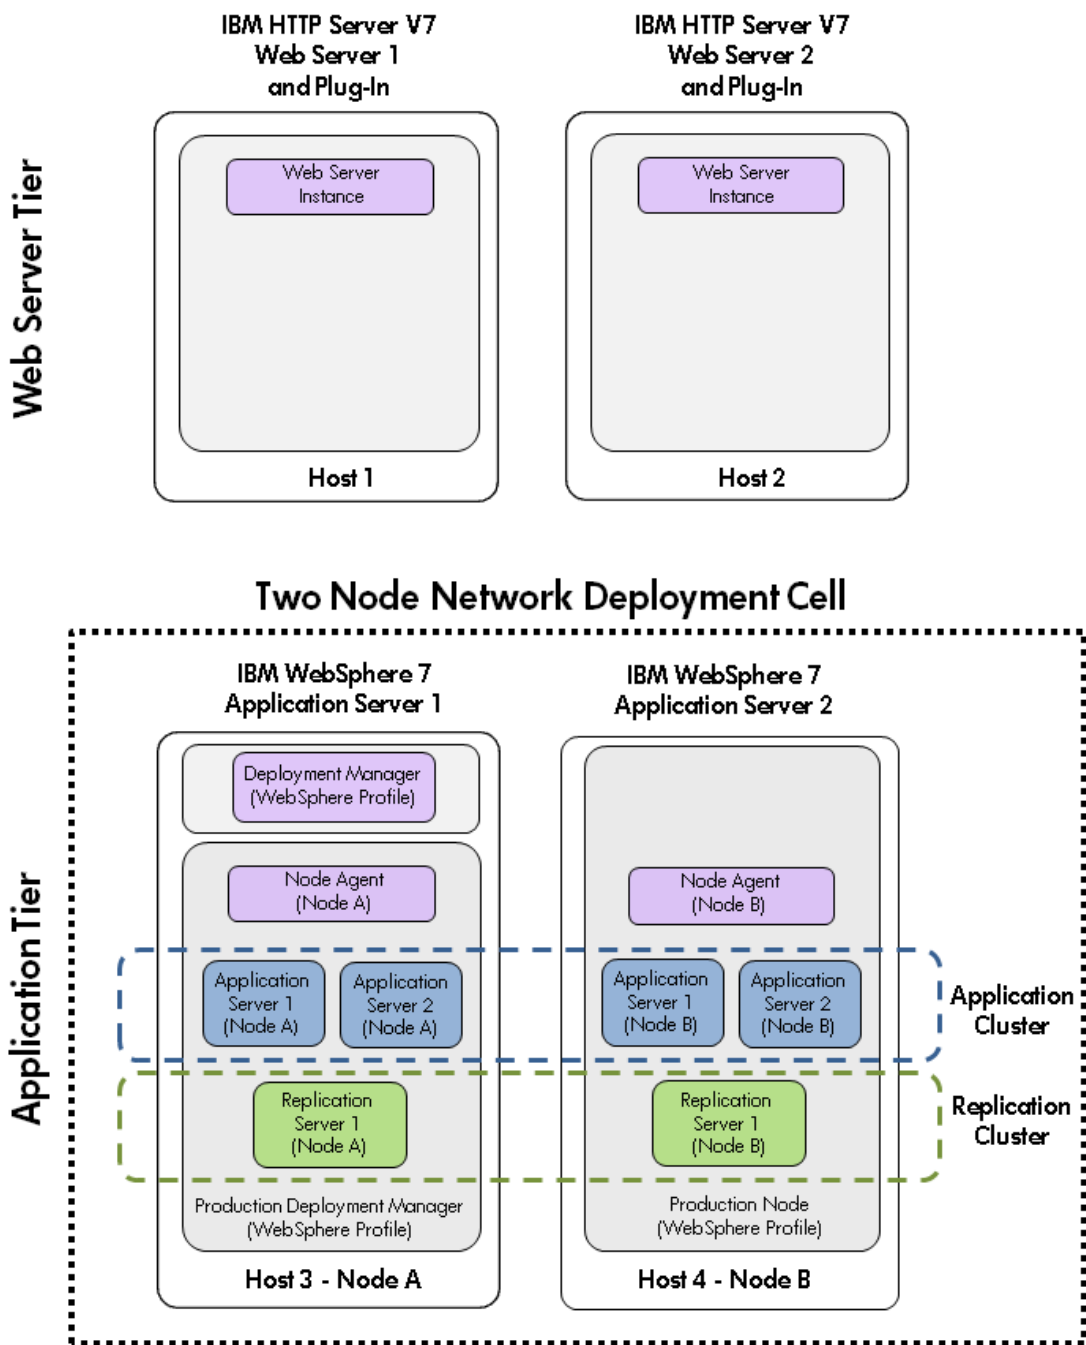 IBM HTTP Server V7
Web Server 1
and Plug-In
IBM HTTP Server V7
Web Server 2
and Plug-In
Web Server Tier
Web Server
Instance
Host 1
Web Server
Instance
Host 2
Two Node Network Deployment Cell
Application Tier
IBM WebSphere 7
Application Server 1
Deployment Manager
(WebSphere Profile)
Node Agent
(Node A)
Application
Server 1
(Node A)
Application
Server 2
(Node A)
Replication
Server 1
(Node A)
Production Deployment Manager
(WebSphere Profile)
Host 3 - Node A
IBM WebSphere 7
Application Server 2
Node Agent
(Node B)
Application
Server 1
(Node B)
Application
Server 2
(Node B)
Replication
Server 1
(Node B)
Production Node
(WebSphere Profile)
Host 4 - Node B
Application
Cluster
Replication
Cluster